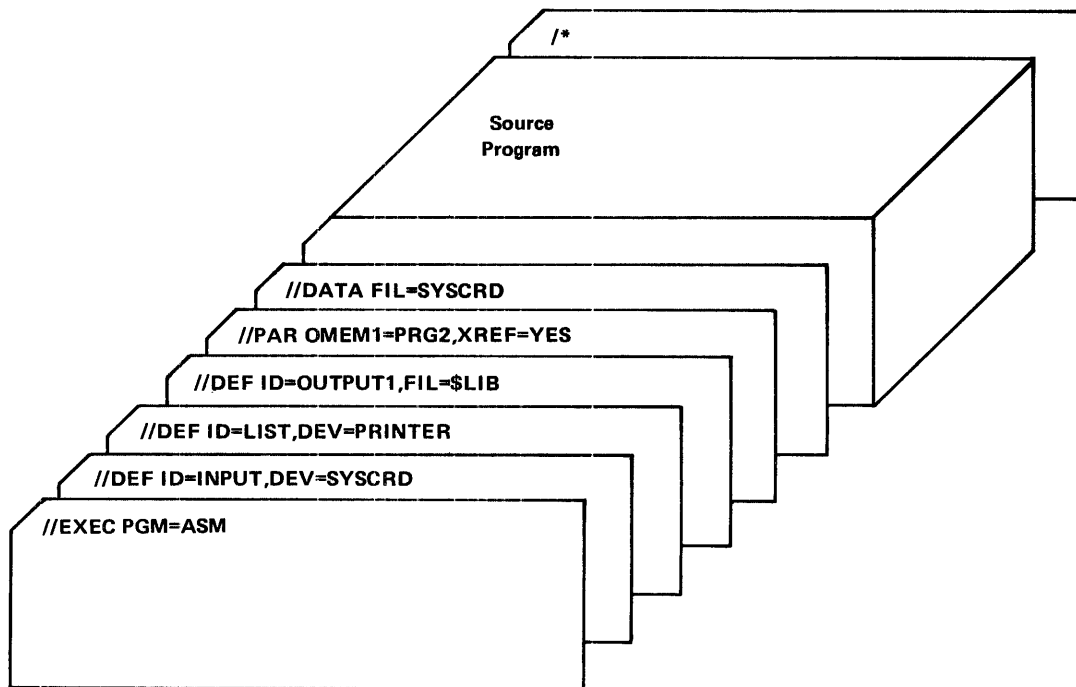 /*
Source
Program
//DATA FIL=SYSCRD
//PAR OMEM1=PRG2,XREF=YES
//DEF ID=OUTPUT1,FIL=$LIB
//DEF ID=LIST,DEV=PRINTER
//DEF ID=INPUT,DEV=SYSCRD
//EXEC PGM=ASM